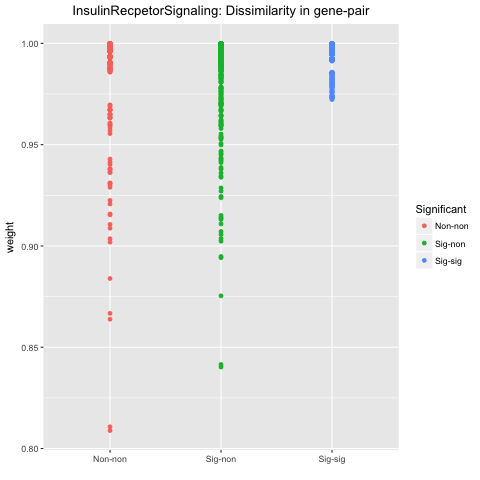 InsulinRecpetorSignaling: Dissimilarity in gene-pair
1.00
0.95
0.90
0.85
0.80
weight
Non-non
Sig-non
Sig-sig
Significant
Non-non
Sig-non
Sig-sig